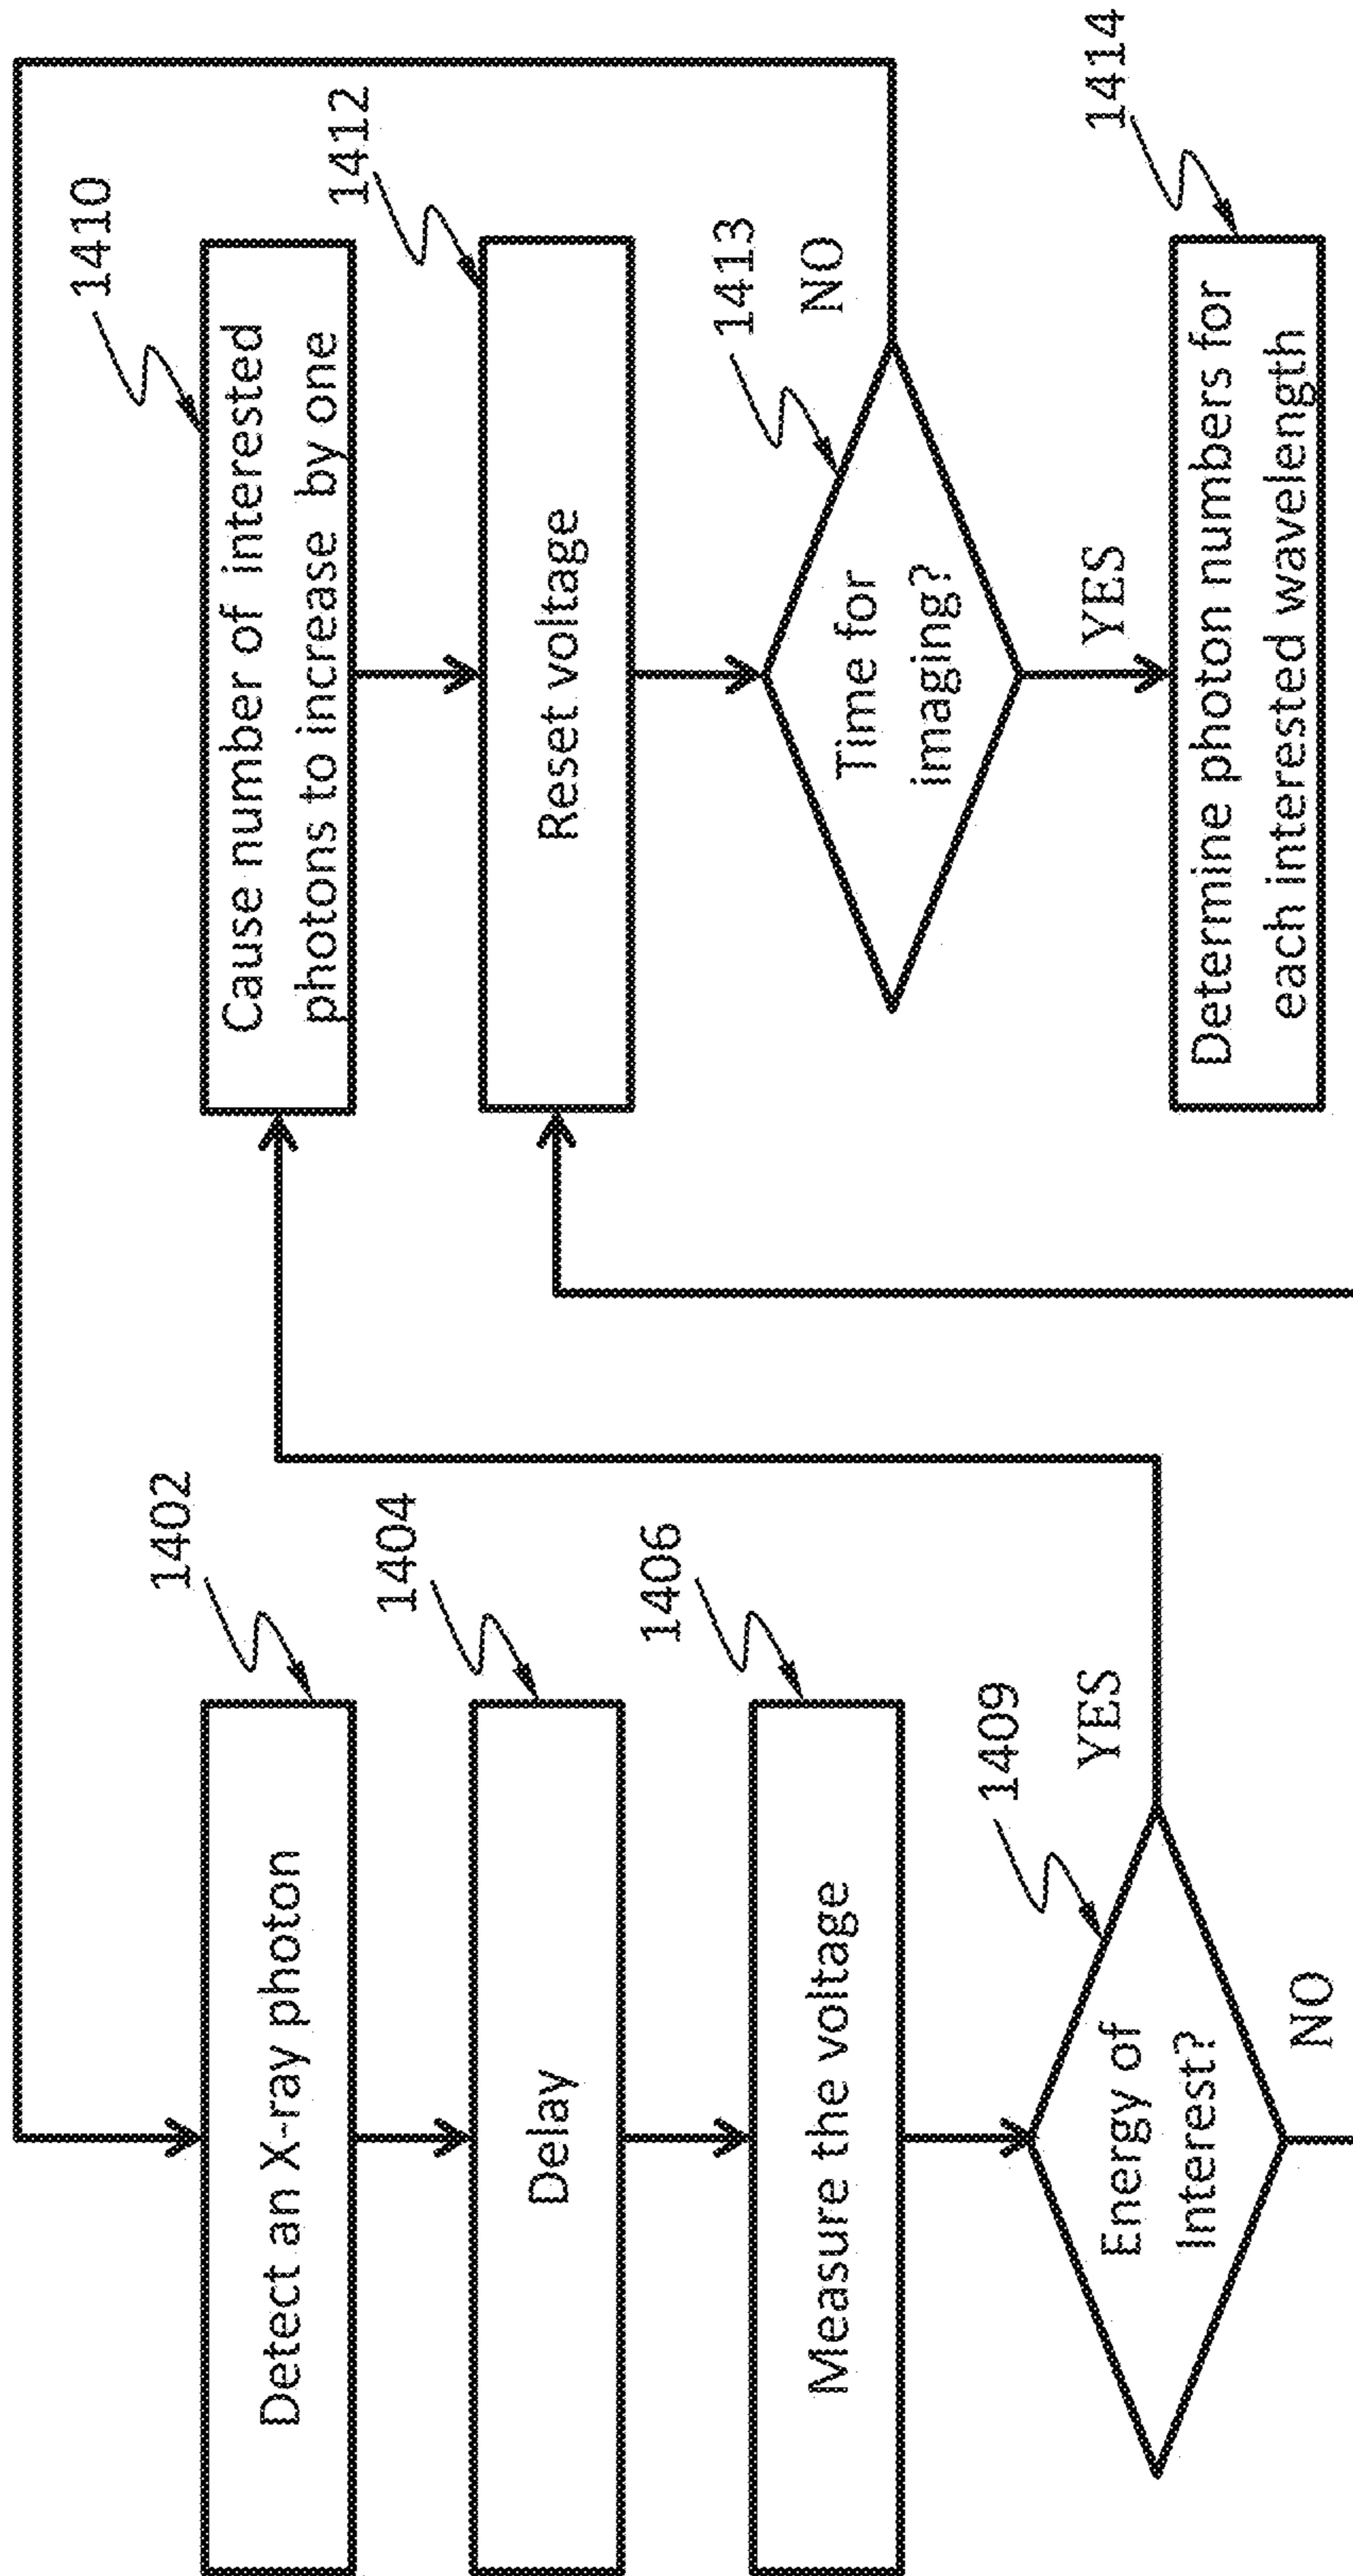 1402
Detect an X-ray photon
1404
Delay
1406
Measure the voltage
1409
Energy of
Interest?
YES
NO
1410
Cause number of interested
photons to increase by one
1412
Reset voltage
1413
Time for
imaging?
NO
YES
1414
Determine photon numbers for
each interested wavelength